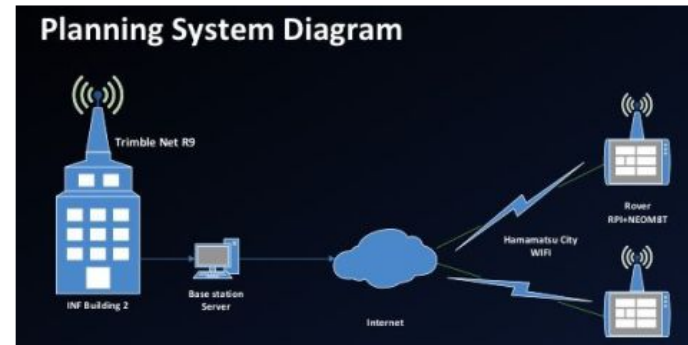 Planning System Diagram
Trimble Net R9
INF Building 2
Base station
Server
Internet
Hamamatsu City
WIFI
Rover
RPI+NEOM8T